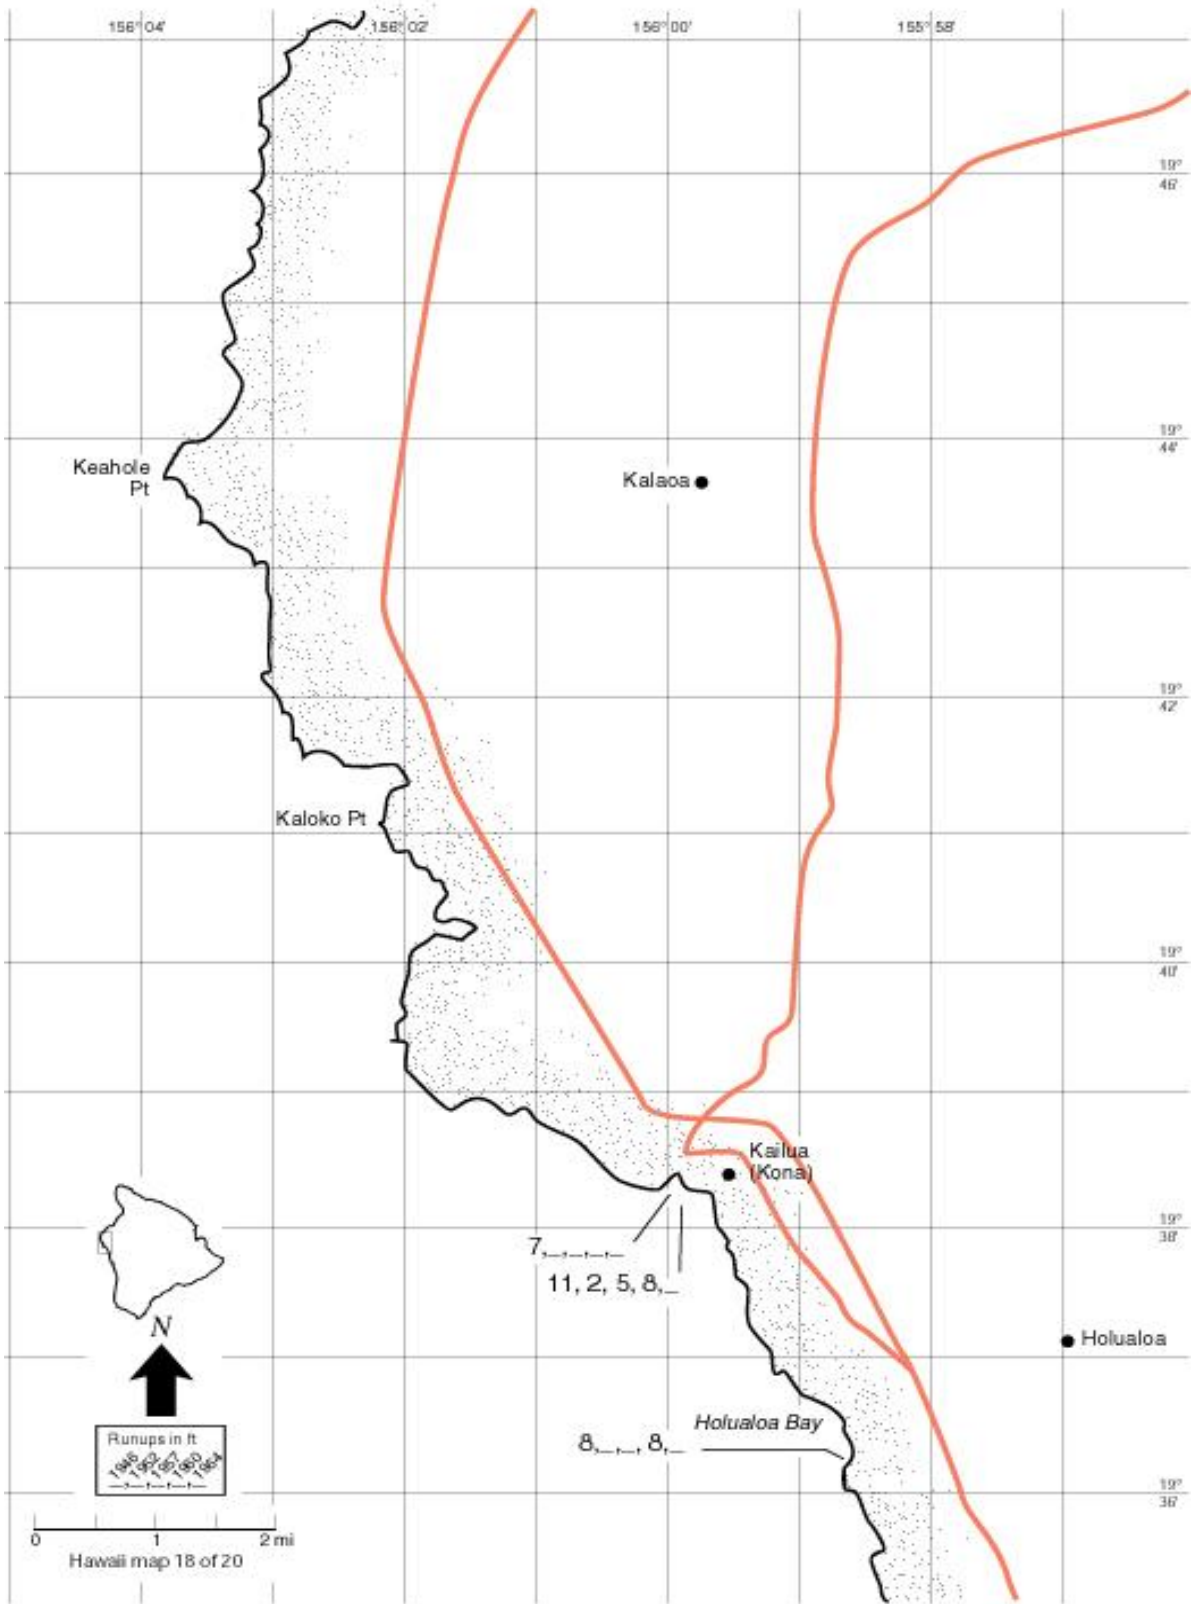 156° 04'
156° 02'
156° 00'
155° 58'
19°
46'
19°
44'
Keahole
Pt
Kalaoa
19°
42'
Kaloko Pt
19°
40'
Kailua
(Kona)
19°
38'
7,_,_,_,_
11, 2, 5, 8,_
N
Holualoa
Holualoa Bay
8,_,_, 8,_
Runups in ft
1946 1952 1957 1960 1964
_,_,_,_,_
19°
36'
0 1 2 mi
Hawaii map 18 of 20